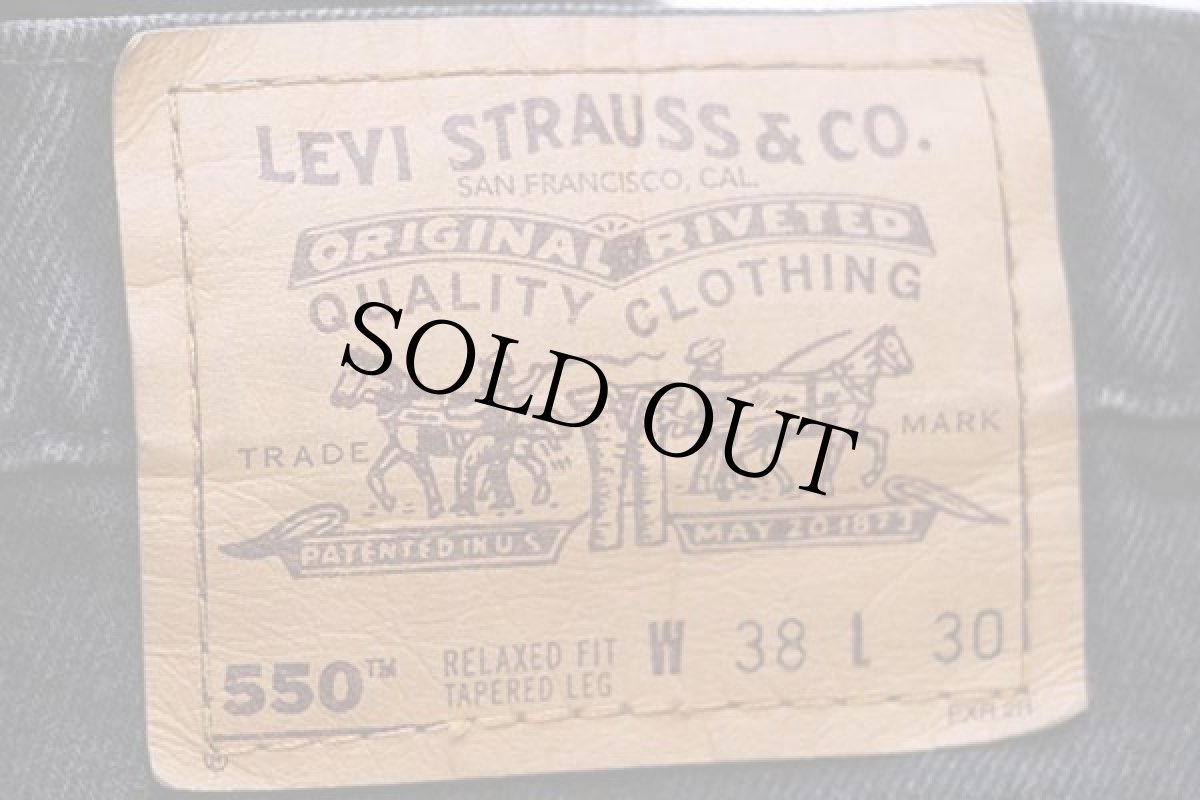 LEVI STRAUSS & CO.
SAN FRANCISCO, CAL.
ORIGINAL RIVETED
QUALITY CLOTHING
SOLD OUT
TRADE MARK
PATENTED IN U.S. MAY 20.1873
550™ RELAXED FIT W 38 L 30
TAPERED LEG